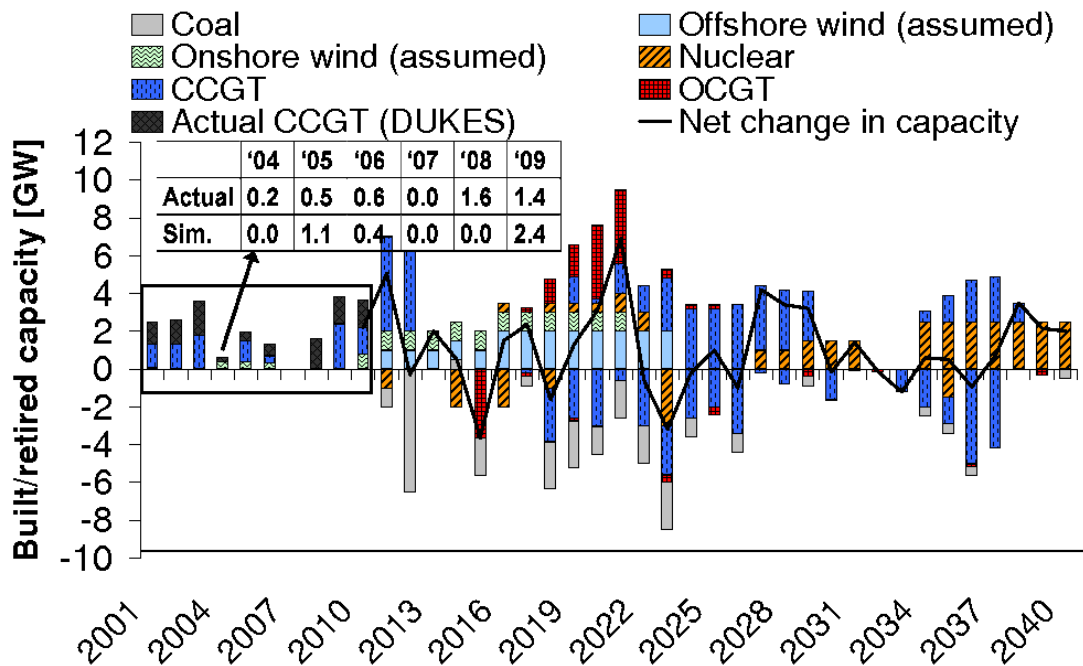 Coal Offshore wind (assumed)
Onshore wind (assumed) Nuclear
CCGT OCGT
Actual CCGT (DUKES) Net change in capacity
Built/retired capacity [GW]
12
10
8
6
4
2
0
-2
-4
-6
-8
-10
‘04 ‘05 ‘06 ‘07 ‘08 ‘09
Actual 0.2 0.5 0.6 0.0 1.6 1.4
Sim. 0.0 1.1 0.4 0.0 0.0 2.4
2001 2004 2007 2010 2013 2016 2019 2022 2025 2028 2031 2034 2037 2040